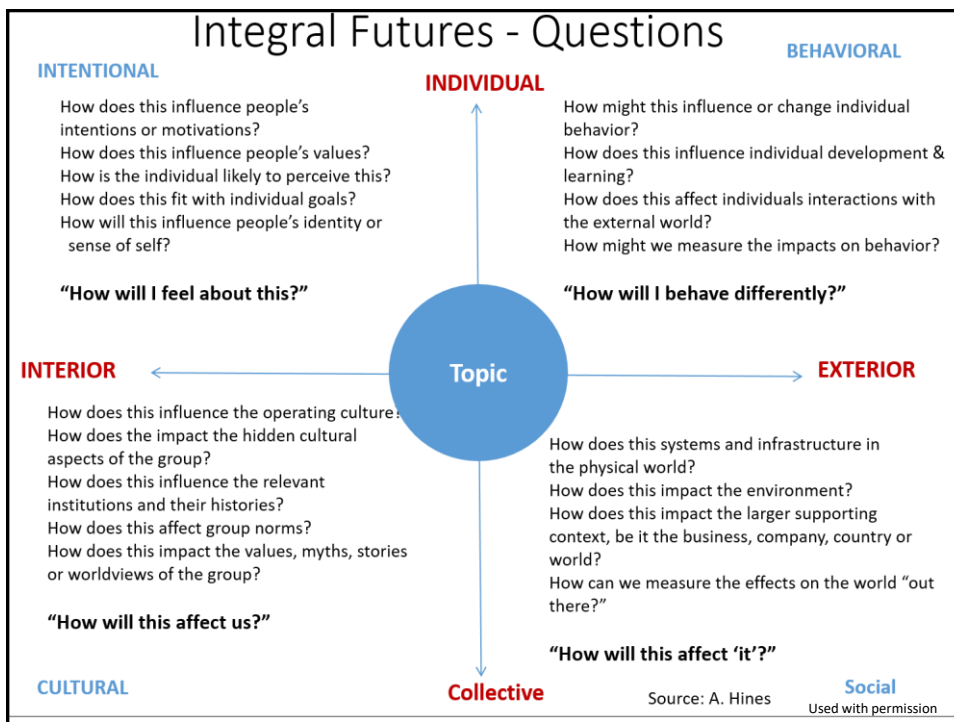 Integral Futures - Questions
INTENTIONAL
BEHAVIORAL
INDIVIDUAL
How does this influence people's
intentions or motivations?
How does this influence people's values?
How is the individual likely to perceive this?
How does this fit with individual goals?
How will this influence people's identity or
sense of self?
"How will I feel about this?"
How might this influence or change individual
behavior?
How does this influence individual development &
learning?
How does this affect individuals interactions with
the external world?
How might we measure the impacts on behavior?
"How will I behave differently?"
INTERIOR
Topic
EXTERIOR
How does this influence the operating culture?
How does the impact the hidden cultural
aspects of the group?
How does this influence the relevant
institutions and their histories?
How does this affect group norms?
How does this impact the values, myths, stories
or worldviews of the group?
"How will this affect us?"
How does this systems and infrastructure in
the physical world?
How does this impact the environment?
How does this impact the larger supporting
context, be it the business, company, country or
world?
How can we measure the effects on the world "out
there?"
"How will this affect 'it'?"
CULTURAL
Collective
Source: A. Hines
Social
Used with permission